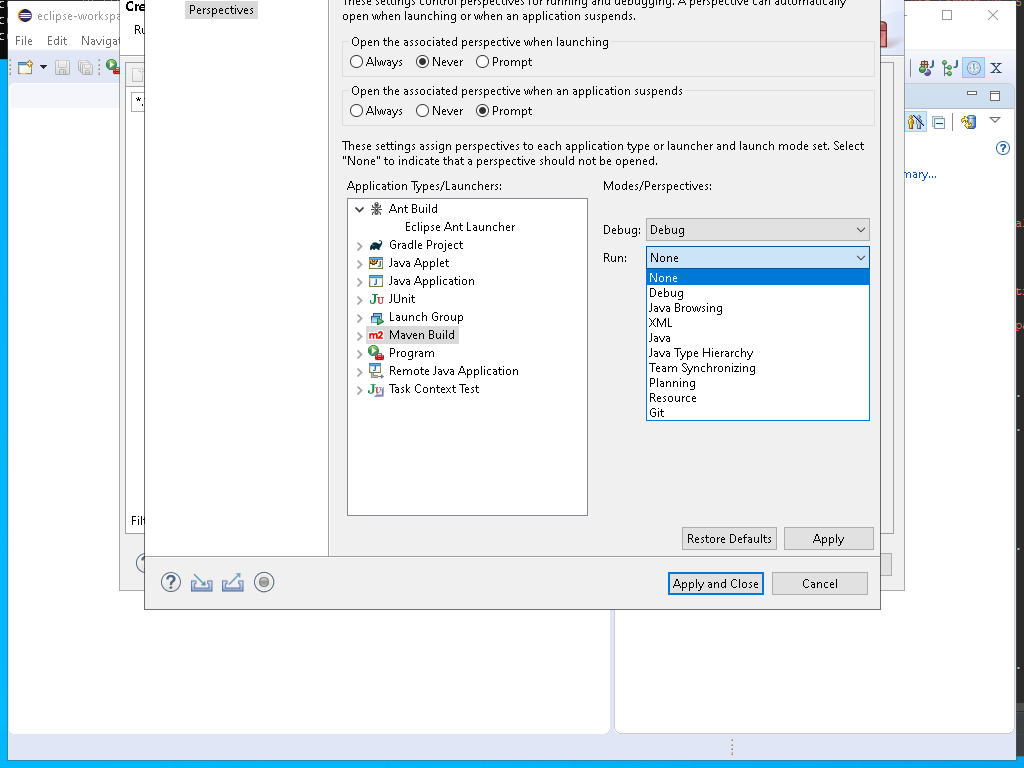 eclipse-workspa
File Edit Navigat
Cre
Ru
Perspectives
These settings control perspectives for running and debugging. A perspective can automatically
open when launching or when an application suspends.
Open the associated perspective when launching
Always Never Prompt
Open the associated perspective when an application suspends
Always Never Prompt
These settings assign perspectives to each application type or launcher and launch mode set. Select
"None" to indicate that a perspective should not be opened.
Application Types/Launchers:
Ant Build
Eclipse Ant Launcher
Gradle Project
Java Applet
Java Application
JUnit
Launch Group
Maven Build
Program
Remote Java Application
Task Context Test
Modes/Perspectives:
Debug: Debug
Run: None
None
Debug
Java Browsing
XML
Java
Java Type Hierarchy
Team Synchronizing
Planning
Resource
Git
mary...
Filt
Restore Defaults Apply
Apply and Close Cancel